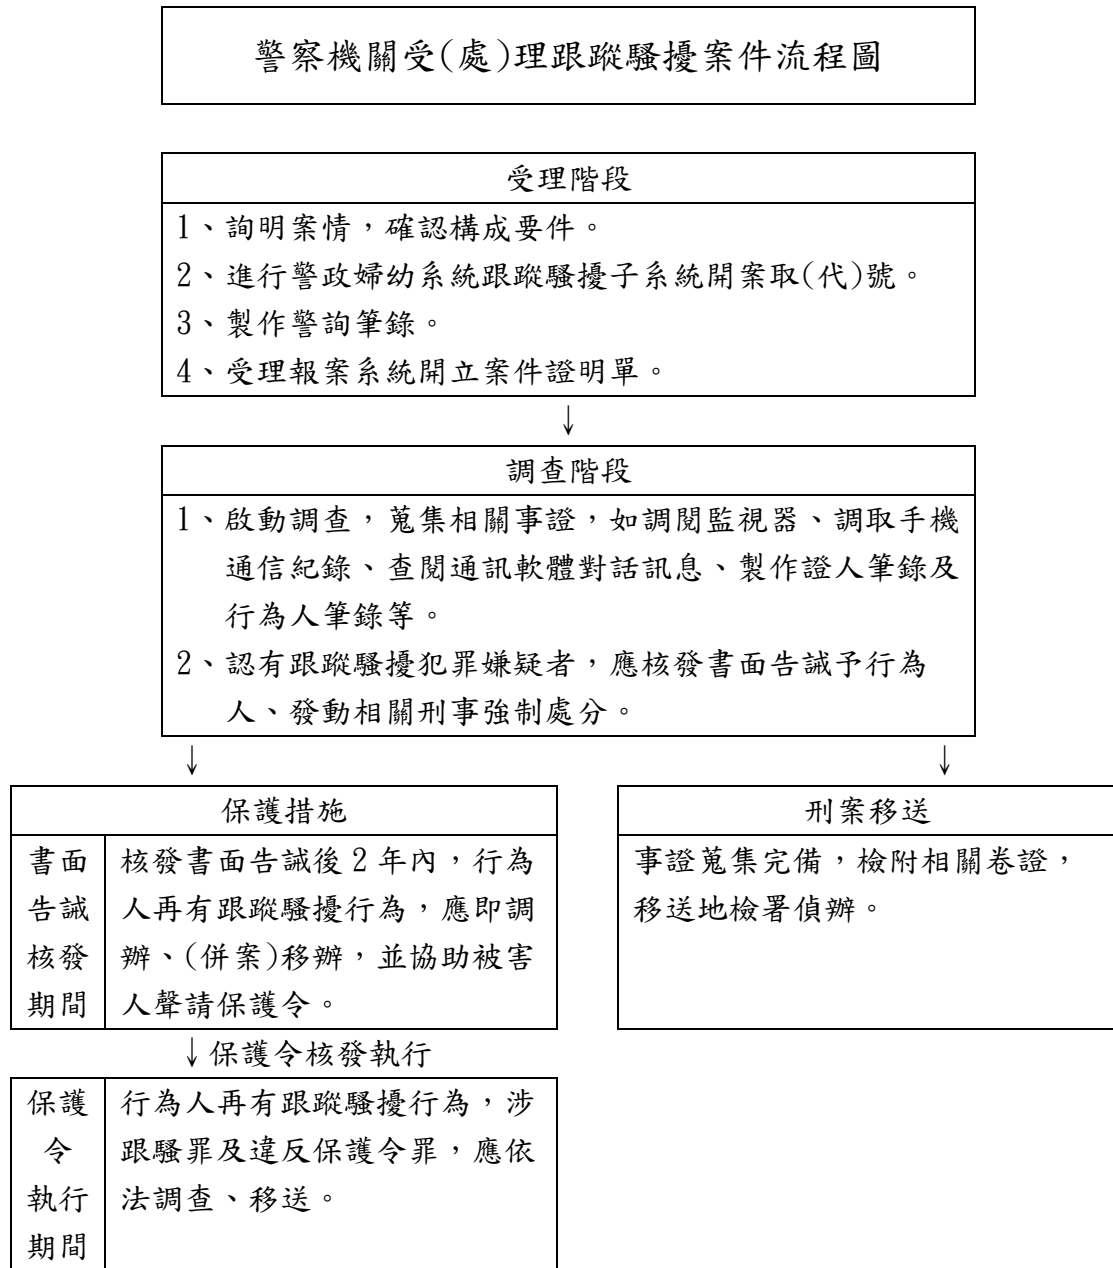 警察機關受(處)理跟蹤騷擾案件流程圖
受理階段
1、詢明案情，確認構成要件。
2、進行警政婦幼系統跟蹤騷擾子系統開案取(代)號。
3、製作警詢筆錄。
4、受理報案系統開立案件證明單。
↓
調查階段
1、啟動調查，蒐集相關事證，如調閱監視器、調取手機
通信紀錄、查閱通訊軟體對話訊息、製作證人筆錄及
行為人筆錄等。
2、認有跟蹤騷擾犯罪嫌疑者，應核發書面告誡予行為
人、發動相關刑事強制處分。
↓ ↓
保護措施
書面
告誡
核發
期間
核發書面告誡後 2 年內，行為
人再有跟蹤騷擾行為，應即調
辦、(併案)移辦，並協助被害
人聲請保護令。
刑案移送
事證蒐集完備，檢附相關卷證，
移送地檢署偵辦。
↓保護令核發執行
保護
令
執行
期間
行為人再有跟蹤騷擾行為，涉
跟騷罪及違反保護令罪，應依
法調查、移送。